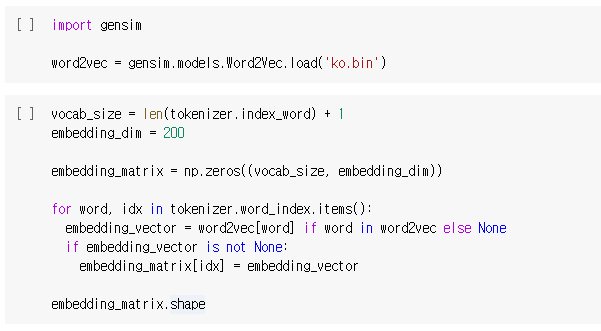 [ ] import gensim
word2vec = gensim.models.Word2Vec.load('ko.bin')
[ ] vocab_size = len(tokenizer.index_word) + 1
embedding_dim = 200
embedding_matrix = np.zeros((vocab_size, embedding_dim))
for word, idx in tokenizer.word_index.items():
  embedding_vector = word2vec[word] if word in word2vec else None
  if embedding_vector is not None:
    embedding_matrix[idx] = embedding_vector
embedding_matrix.shape